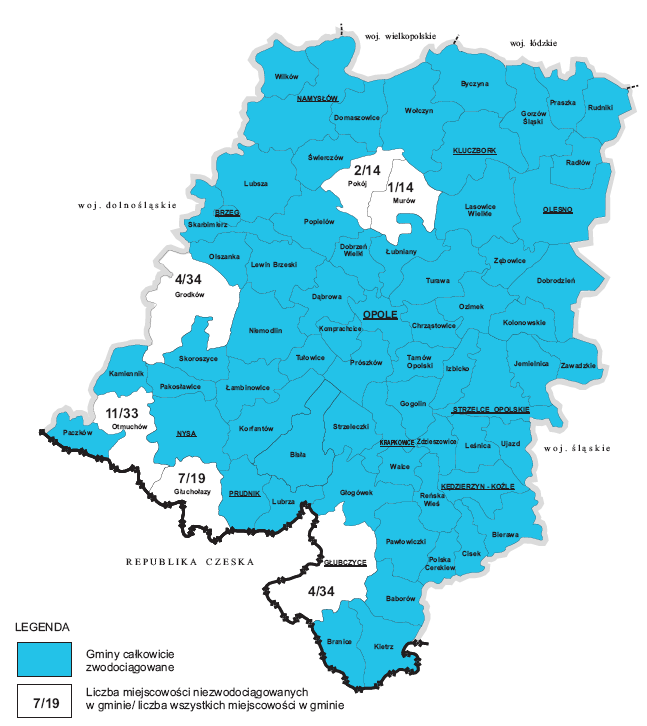 woj. wielkopolskie
woj. łódzkie
Wilków
NAMYSŁÓW
Domaszowice
Wołczyn
Byczyna
Gorzów
Śląski
Praszka
Rudniki
Świerczów
KLUCZBORK
Radłów
2/14
Pokój
1/14
Murów
Lubsza
woj. dolnośląskie
BRZEG
Skarbimierz
Popielów
Lasowice
Wielkie
OLESNO
Olszanka
Lewin Brzeski
Dobrzeń
Wielki
Łubniany
Zębowice
4/34
Grodków
Turawa
Dobrodzień
Dąbrowa
OPOLE
Ozimek
Niemodlin
Komprachcice
Chrząstowice
Kolonowskie
Skoroszyce
Tułowice
Prószków
Tarnów
Opolski
Izbicko
Jemielnica
Zawadzkie
Kamiennik
Pakosławice
Łambinowice
11/33
Otmuchów
Gogolin
STRZELCE OPOLSKIE
Paczków
NYSA
Korfantów
Strzeleczki
KRAPKOWICE
Zdzieszowice
Leśnica
Ujazd
woj. śląskie
Biała
Walce
7/19
Głuchołazy
PRUDNIK
Lubrza
Głogówek
Reńska
Wieś
KĘDZIERZYN - KOŹLE
Pawłowiczki
Bierawa
REPUBLIKA CZESKA
GŁUBCZYCE
Polska
Cerekiew
Cisek
4/34
Baborów
Branice
Kietrz
LEGENDA
Gminy całkowicie
zwodociągowane
7/19
Liczba miejscowości niezwodociągowanych
w gminie/ liczba wszystkich miejscowości w gminie